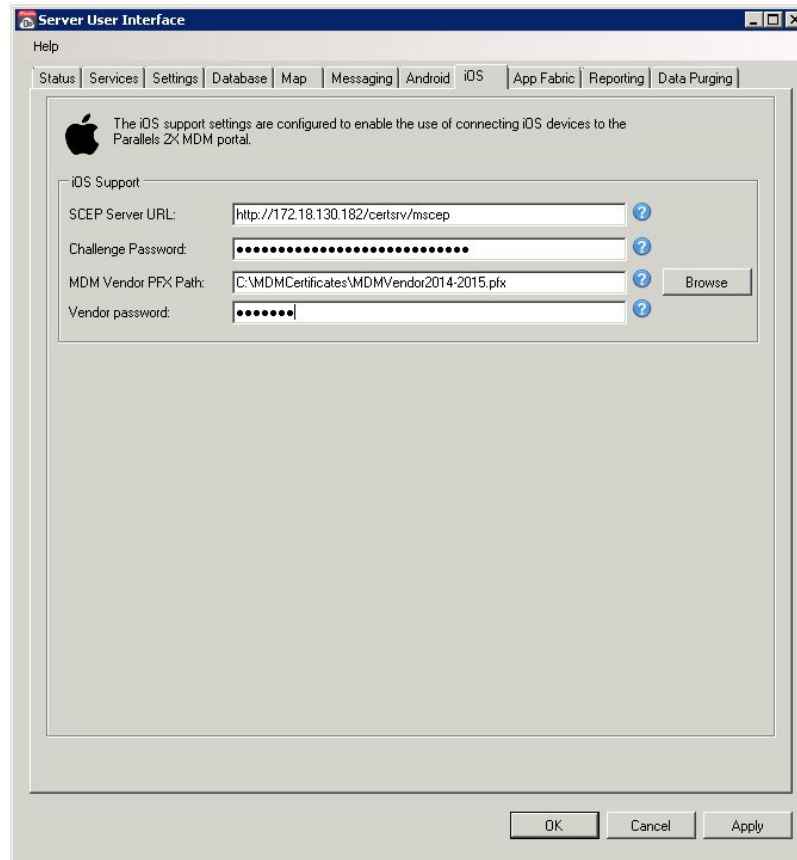 Server User Interface
Help
Status Services Settings Database Map Messaging Android iOS App Fabric Reporting Data Purging
The iOS support settings are configured to enable the use of connecting iOS devices to the
Parallels 2X MDM portal.
iOS Support
SCEP Server URL: http://172.18.130.182/certsrv/mscep ?
Challenge Password: ●●●●●●●●●●●●●●●●●●●●●●●●●●●● ?
MDM Vendor PFX Path: C:\MDMCertificates\MDMVendor2014-2015.pfx ? Browse
Vendor password: ●●●●●●● ?
OK Cancel Apply